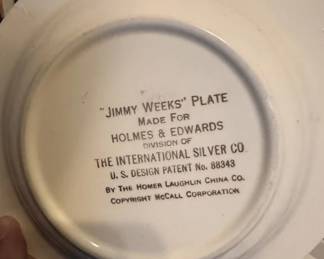 "JIMMY WEEKS" PLATE
MADE FOR
HOLMES & EDWARDS
DIVISION OF
THE INTERNATIONAL SILVER CO.
U. S. DESIGN PATENT No. 88343
BY THE HOMER LAUGHLIN CHINA CO.
COPYRIGHT MCCALL CORPORATION